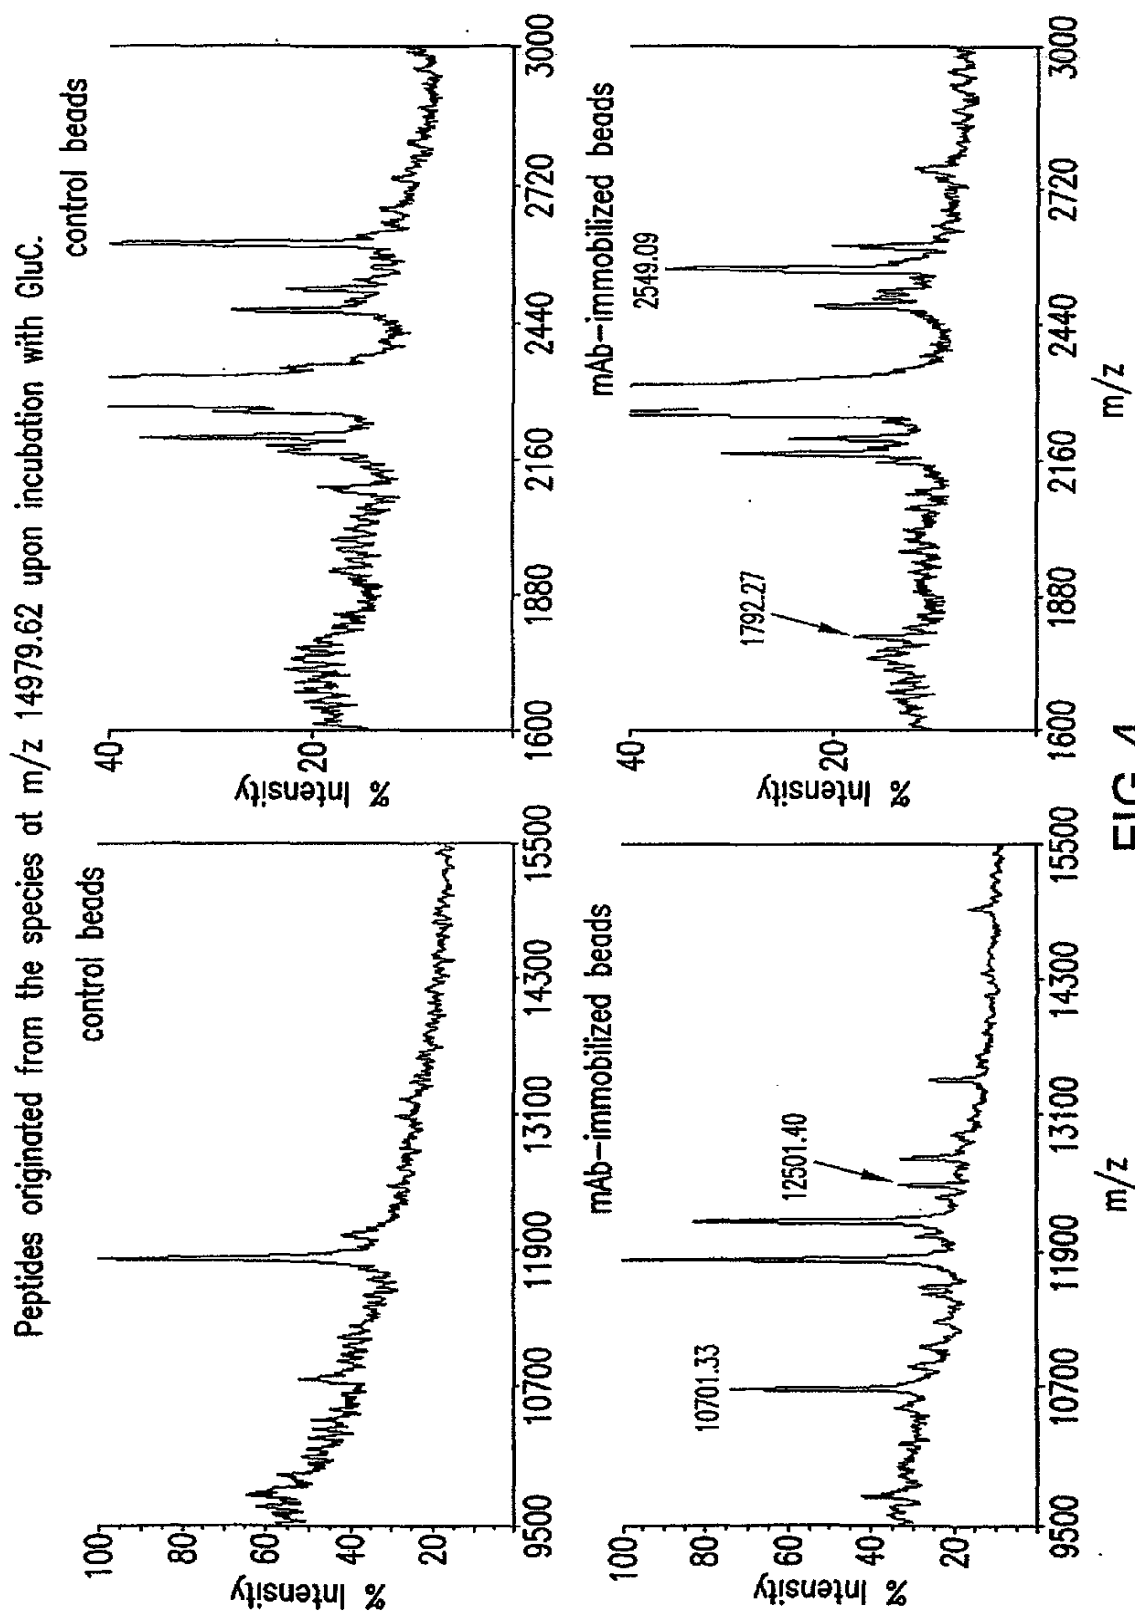 Peptides originated from the species at m/z 14979.62 upon incubation with GluC.
control beads
100
80
60
40
20
% Intensity
9500 10700 11900 13100 14300 15500
control beads
40
20
% Intensity
1600 1880 2160 2440 2720 3000
mAb-immobilized beads
100
80
60
40
20
% Intensity
10701.33
12501.40
9500 10700 11900 13100 14300 15500
m/z
mAb-immobilized beads
40
20
% Intensity
1792.27
2549.09
1600 1880 2160 2440 2720 3000
m/z